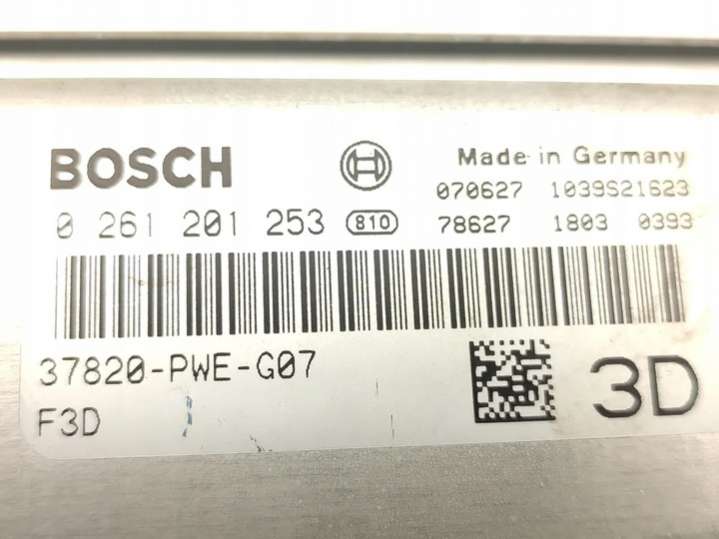 BOSCH
Made in Germany
070627 1039S21623
0 261 201 253 810 78627 1803 0393
37820-PWE-G07
F3D
3D